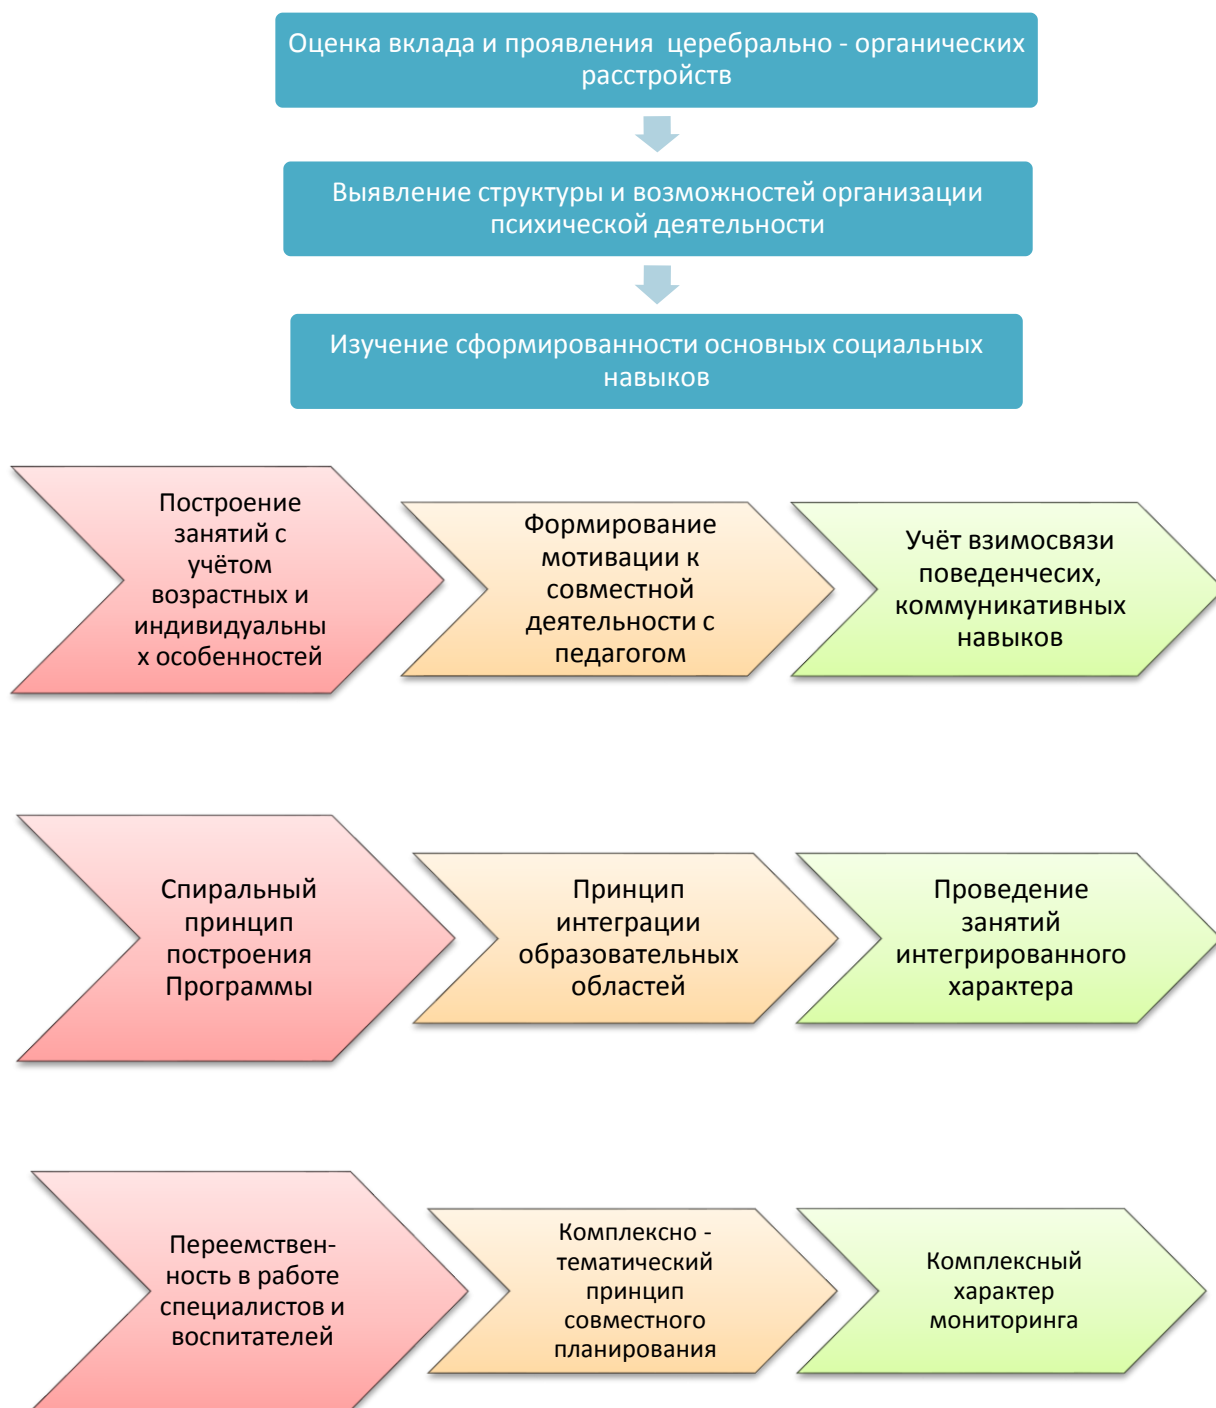 Оценка вклада и проявления  церебрально - органических
расстройств
Выявление структуры и возможностей организации
психической деятельности
Изучение сформированности основных социальных
навыков
Построение
занятий с
учётом
возрастных и
индивидуальны
х особенностей
Формирование
мотивации к
совместной
деятельности с
педагогом
Учёт взимосвязи
поведенчесих,
коммуникативных
навыков
Спиральный
принцип
построения
Программы
Принцип
интеграции
образовательных
областей
Проведение
занятий
интегрированного
характера
Переемствен-
ность в работе
специалистов и
воспитателей
Комплексно -
тематический
принцип
совместного
планирования
Комплексный
характер
мониторинга